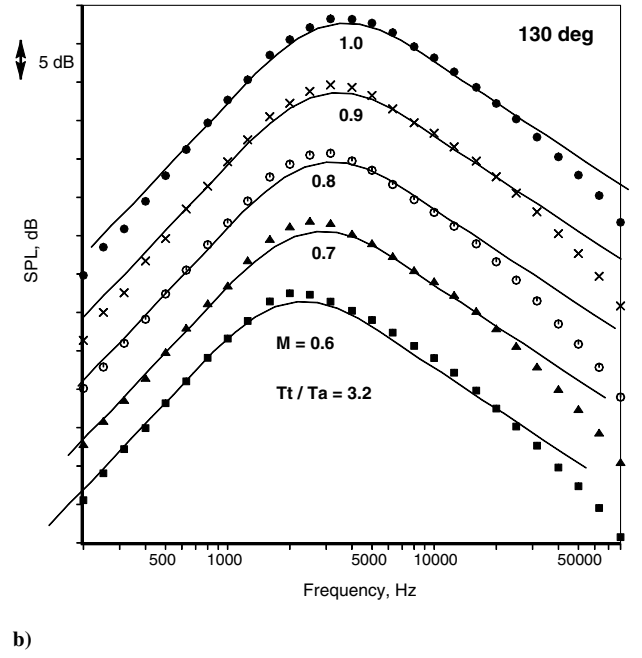 130 deg
5 dB
1.0
0.9
0.8
0.7
M = 0.6
Tt / Ta = 3.2
SPL, dB
500 1000 5000 10000 50000
Frequency, Hz
b)